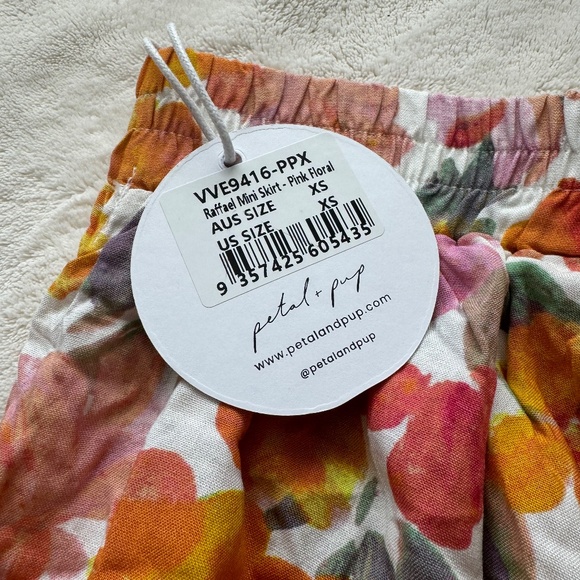 VVE9416-PPX
Raffael Mini Skirt - Pink Floral
AUS SIZE XS
US SIZE XS
9 357425 605435
petal + pup
www.petalandpup.com
@petalandpup